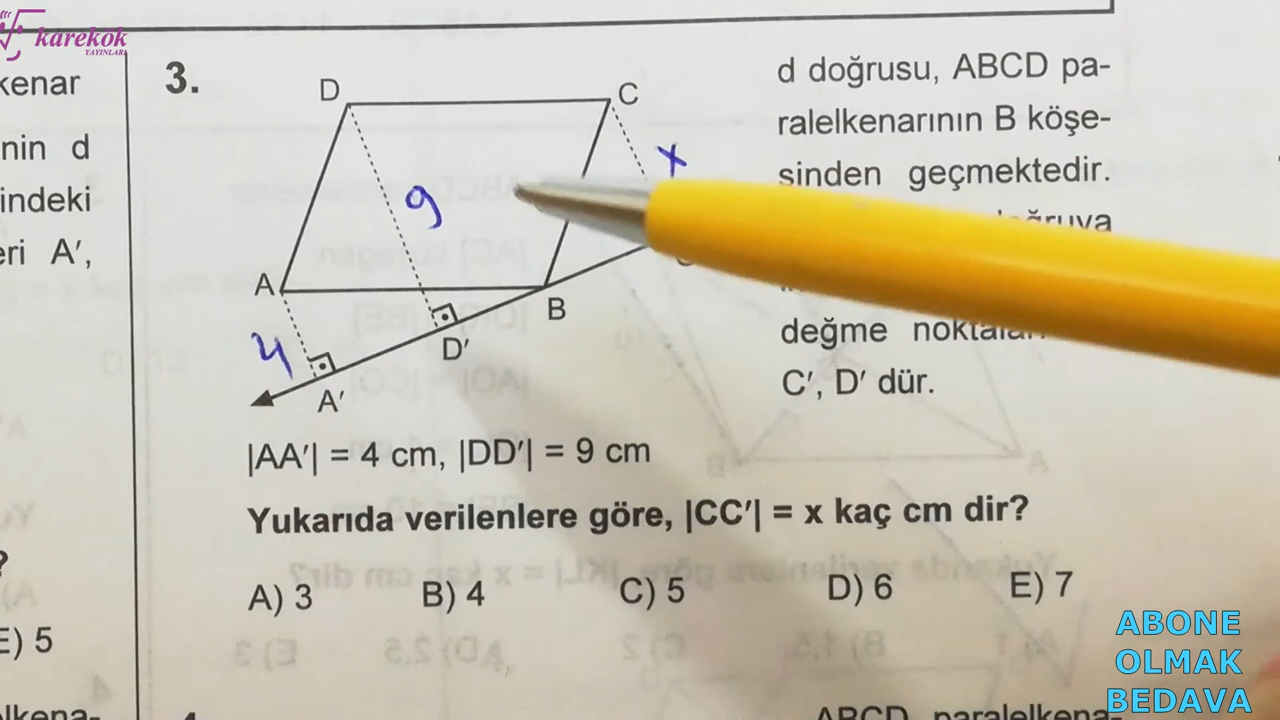 karekok
YAYINLARI
kenar
nin d
indeki
eri A′,
E) 5
3.
D
C
x
9
A
B
4
D′
A′
d doğrusu, ABCD pa-
ralelkenarının B köşe-
sinden geçmektedir.
değme
C′, D′ dür.
|AA′| = 4 cm, |DD′| = 9 cm
Yukarıda verilenlere göre, |CC′| = x kaç cm dir?
A) 3 B) 4 C) 5 D) 6 E) 7
ABONE
OLMAK
BEDAVA
ABCD paralelkena-